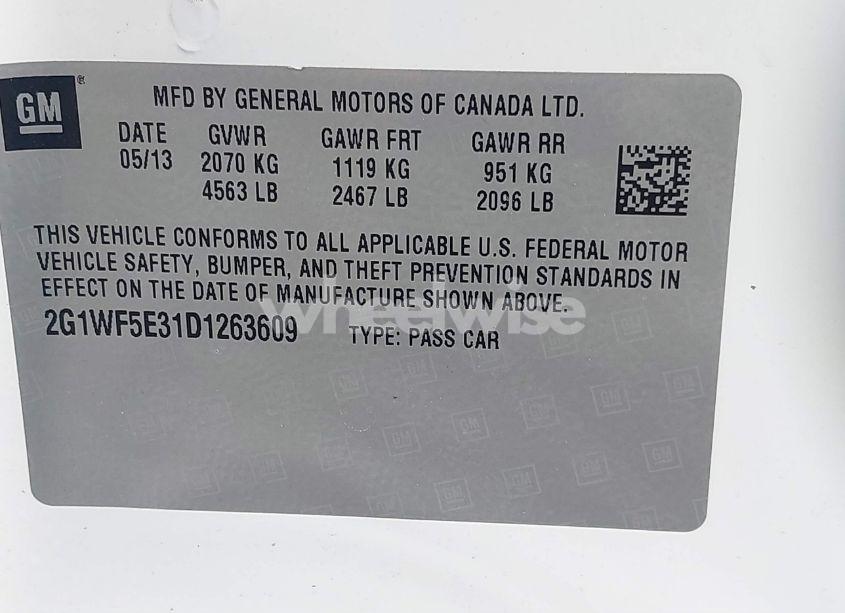 GM
MFD BY GENERAL MOTORS OF CANADA LTD.
DATE GVWR GAWR FRT GAWR RR
05/13 2070 KG 1119 KG 951 KG
4563 LB 2467 LB 2096 LB
THIS VEHICLE CONFORMS TO ALL APPLICABLE U.S. FEDERAL MOTOR
VEHICLE SAFETY, BUMPER, AND THEFT PREVENTION STANDARDS IN
EFFECT ON THE DATE OF MANUFACTURE SHOWN ABOVE.
wheelwise
2G1WF5E31D1263609 TYPE: PASS CAR